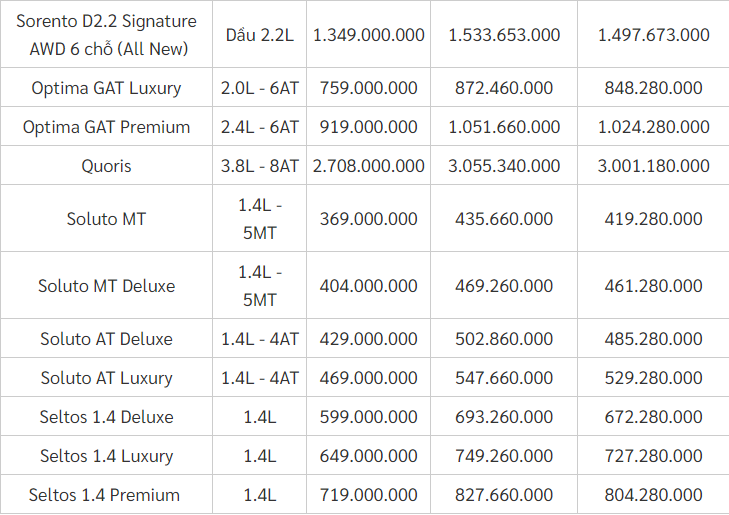 Sorento D2.2 Signature
AWD 6 chỗ (All New) Dầu 2.2L 1.349.000.000 1.533.653.000 1.497.673.000
Optima GAT Luxury 2.0L - 6AT 759.000.000 872.460.000 848.280.000
Optima GAT Premium 2.4L - 6AT 919.000.000 1.051.660.000 1.024.280.000
Quoris 3.8L - 8AT 2.708.000.000 3.055.340.000 3.001.180.000
Soluto MT 1.4L -
5MT 369.000.000 435.660.000 419.280.000
Soluto MT Deluxe 1.4L -
5MT 404.000.000 469.260.000 461.280.000
Soluto AT Deluxe 1.4L - 4AT 429.000.000 502.860.000 485.280.000
Soluto AT Luxury 1.4L - 4AT 469.000.000 547.660.000 529.280.000
Seltos 1.4 Deluxe 1.4L 599.000.000 693.260.000 672.280.000
Seltos 1.4 Luxury 1.4L 649.000.000 749.260.000 727.280.000
Seltos 1.4 Premium 1.4L 719.000.000 827.660.000 804.280.000